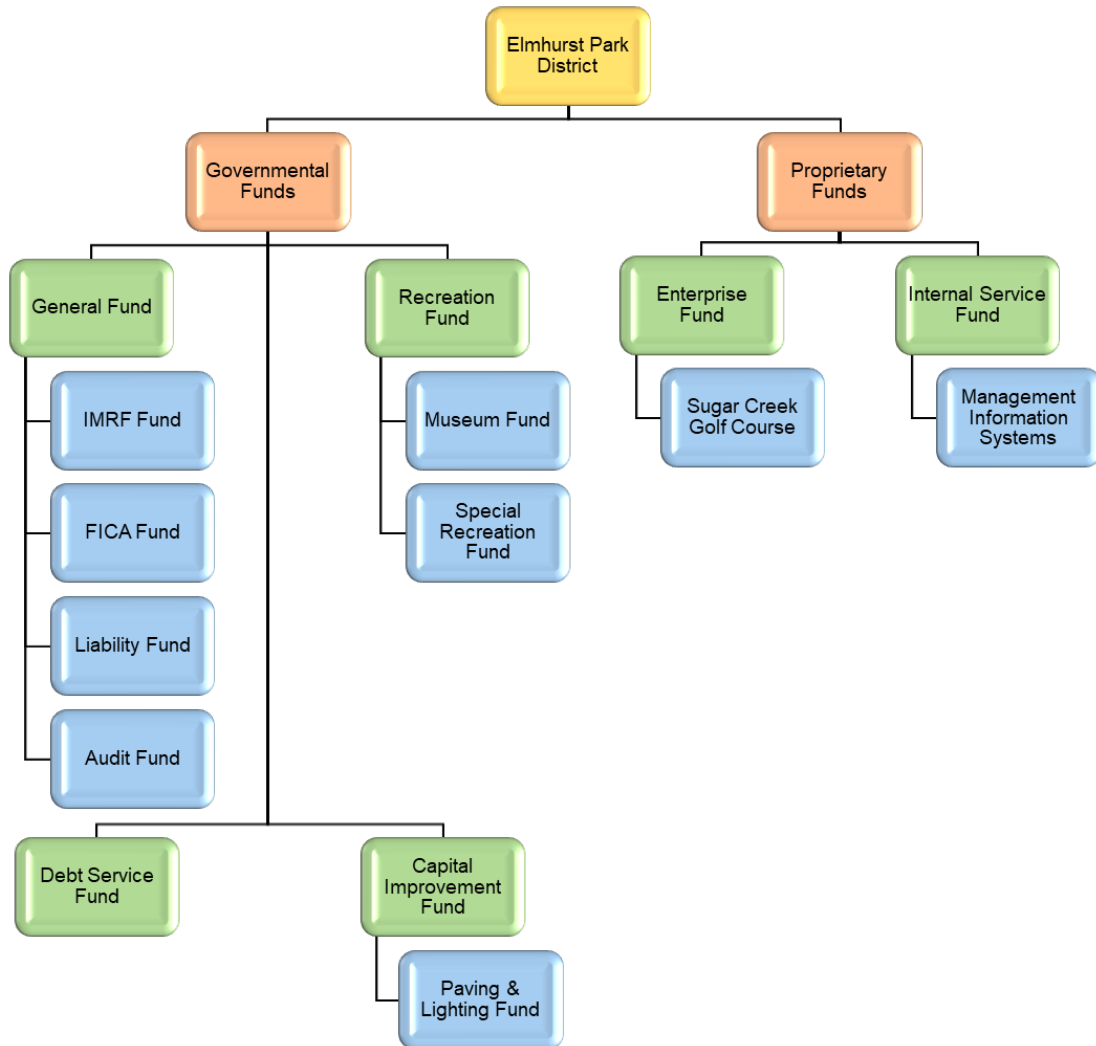 Elmhurst Park
District
Governmental
Funds
Proprietary
Funds
General Fund
Recreation
Fund
Enterprise
Fund
Internal Service
Fund
IMRF Fund
Museum Fund
Sugar Creek
Golf Course
Management
Information
Systems
FICA Fund
Special
Recreation
Fund
Liability Fund
Audit Fund
Debt Service
Fund
Capital
Improvement
Fund
Paving &
Lighting Fund